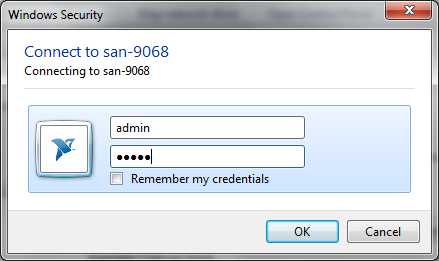 Windows Security
Connect to san-9068
Connecting to san-9068
admin
●●●●●
Remember my credentials
OK
Cancel